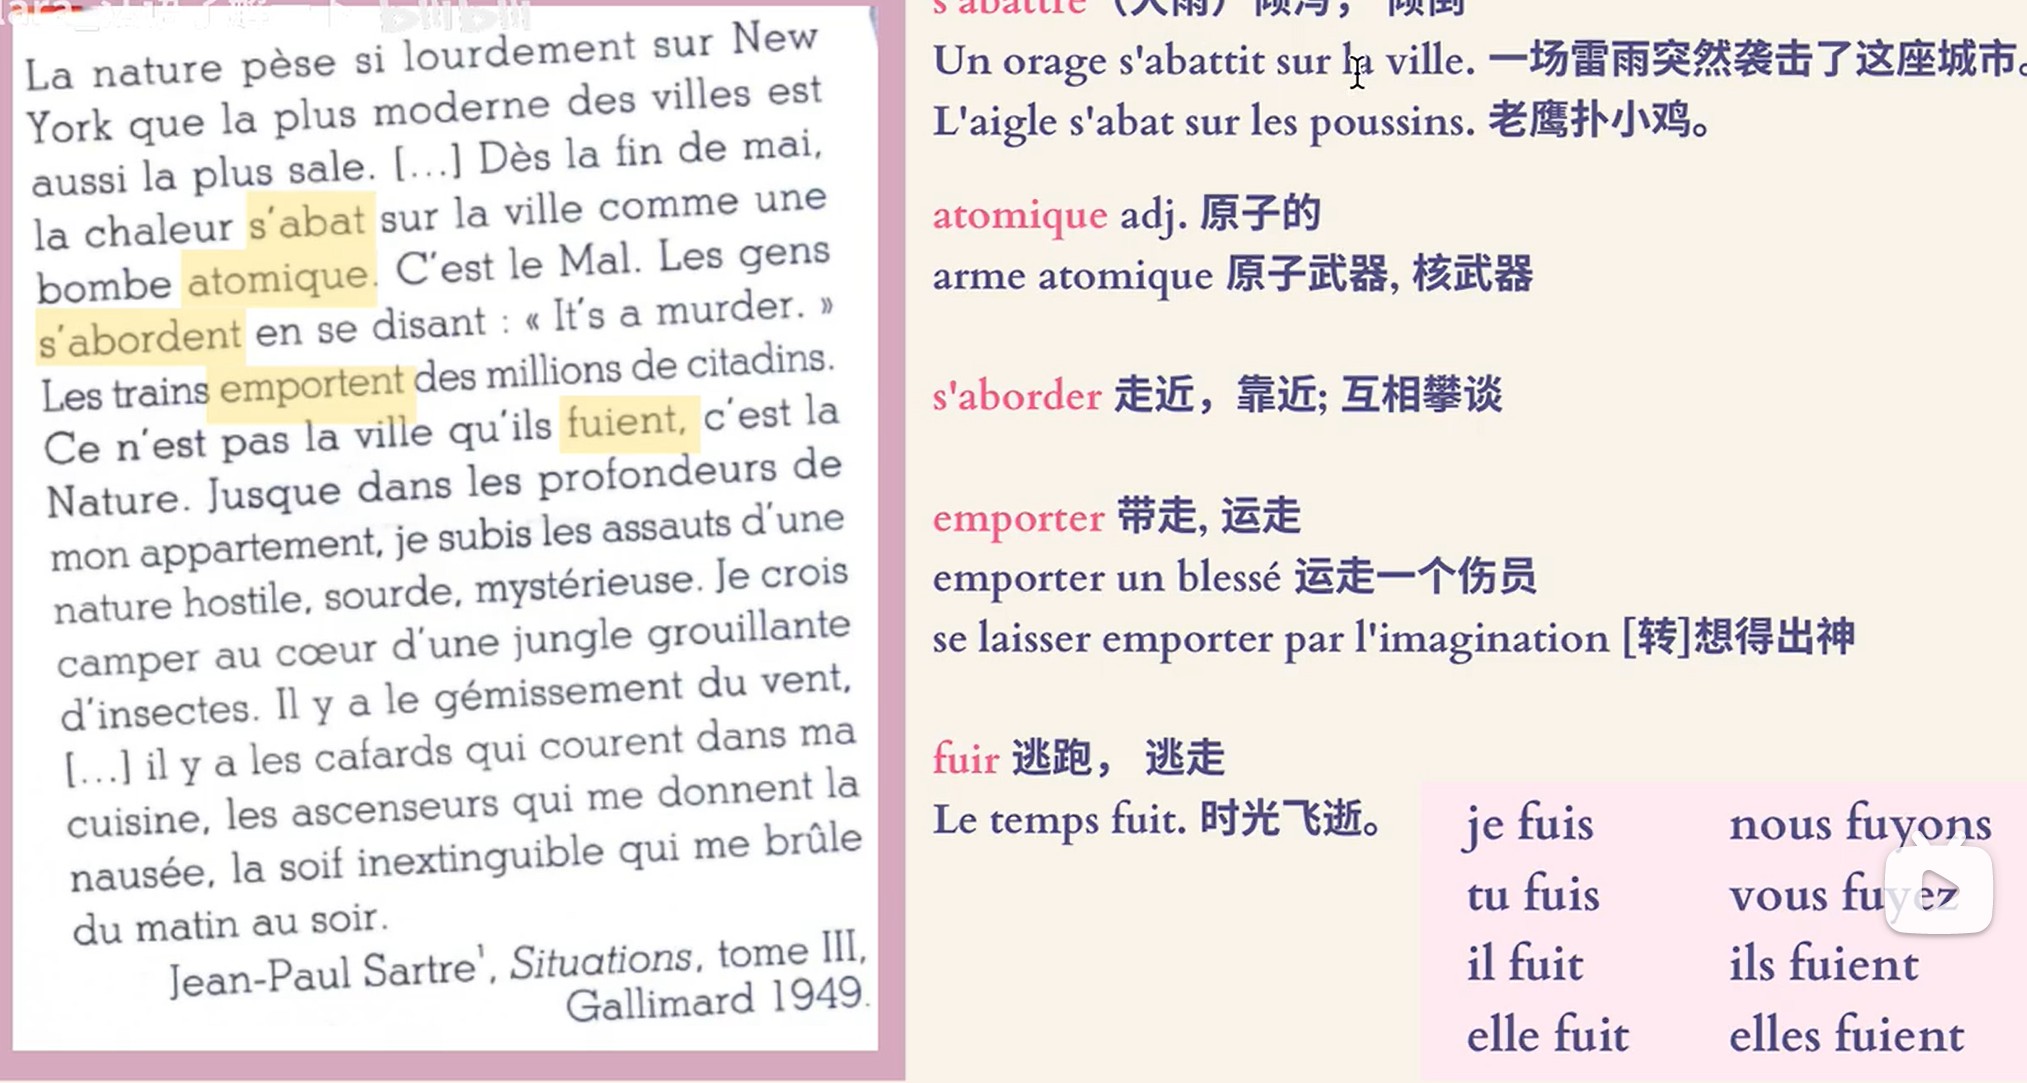 La nature pèse si lourdement sur New
York que la plus moderne des villes est
aussi la plus sale. […] Dès la fin de mai,
la chaleur s'abat sur la ville comme une
bombe atomique. C'est le Mal. Les gens
s'abordent en se disant : « It's a murder. »
Les trains emportent des millions de citadins.
Ce n'est pas la ville qu'ils fuient, c'est la
Nature. Jusque dans les profondeurs de
mon appartement, je subis les assauts d'une
nature hostile, sourde, mystérieuse. Je crois
camper au cœur d'une jungle grouillante
d'insectes. Il y a le gémissement du vent,
[…] il y a les cafards qui courent dans ma
cuisine, les ascenseurs qui me donnent la
nausée, la soif inextinguible qui me brûle
du matin au soir.
Jean-Paul Sartre¹, Situations, tome III,
Gallimard 1949.
s'abattre（大雨）倾泻， 倾倒
Un orage s'abattit sur la ville. 一场雷雨突然袭击了这座城市。
L'aigle s'abat sur les poussins. 老鹰扑小鸡。
atomique adj. 原子的
arme atomique 原子武器, 核武器
s'aborder 走近，靠近; 互相攀谈
emporter 带走, 运走
emporter un blessé 运走一个伤员
se laisser emporter par l'imagination [转]想得出神
fuir 逃跑， 逃走
Le temps fuit. 时光飞逝。
je fuis nous fuyons
tu fuis vous fuyez
il fuit ils fuient
elle fuit elles fuient